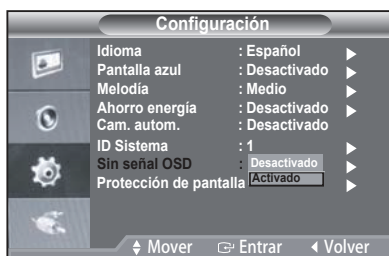 Configuración
Idioma : Español
Pantalla azul : Desactivado
Melodía : Medio
Ahorro energía : Desactivado
Cam. autom. : Desactivado
ID Sistema : 1
Sin señal OSD : Desactivado
Protección de pantalla Activado
Mover Entrar Volver